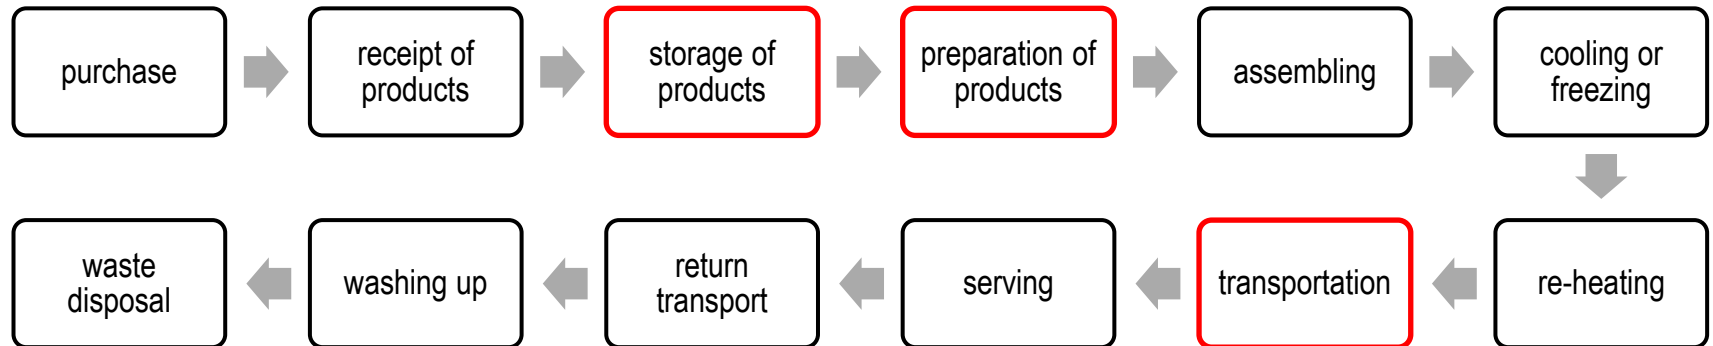 purchase
receipt of
products
storage of
products
preparation of
products
assembling
cooling or
freezing
waste
disposal
washing up
return
transport
serving
transportation
re-heating